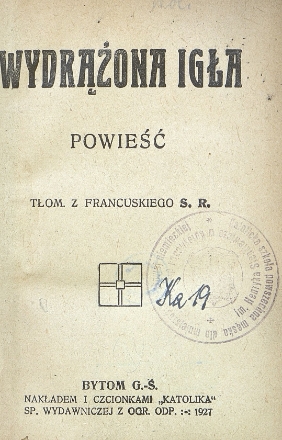 WYDRĄŻONA IGŁA
POWIEŚĆ
TŁOM. Z FRANCUSKIEGO S. R.
Ka 19
BYTOM G.-Ś.
NAKŁADEM I CZCIONKAMI „KATOLIKA"
SP. WYDAWNICZEJ Z OGR. ODP. :-: 1927